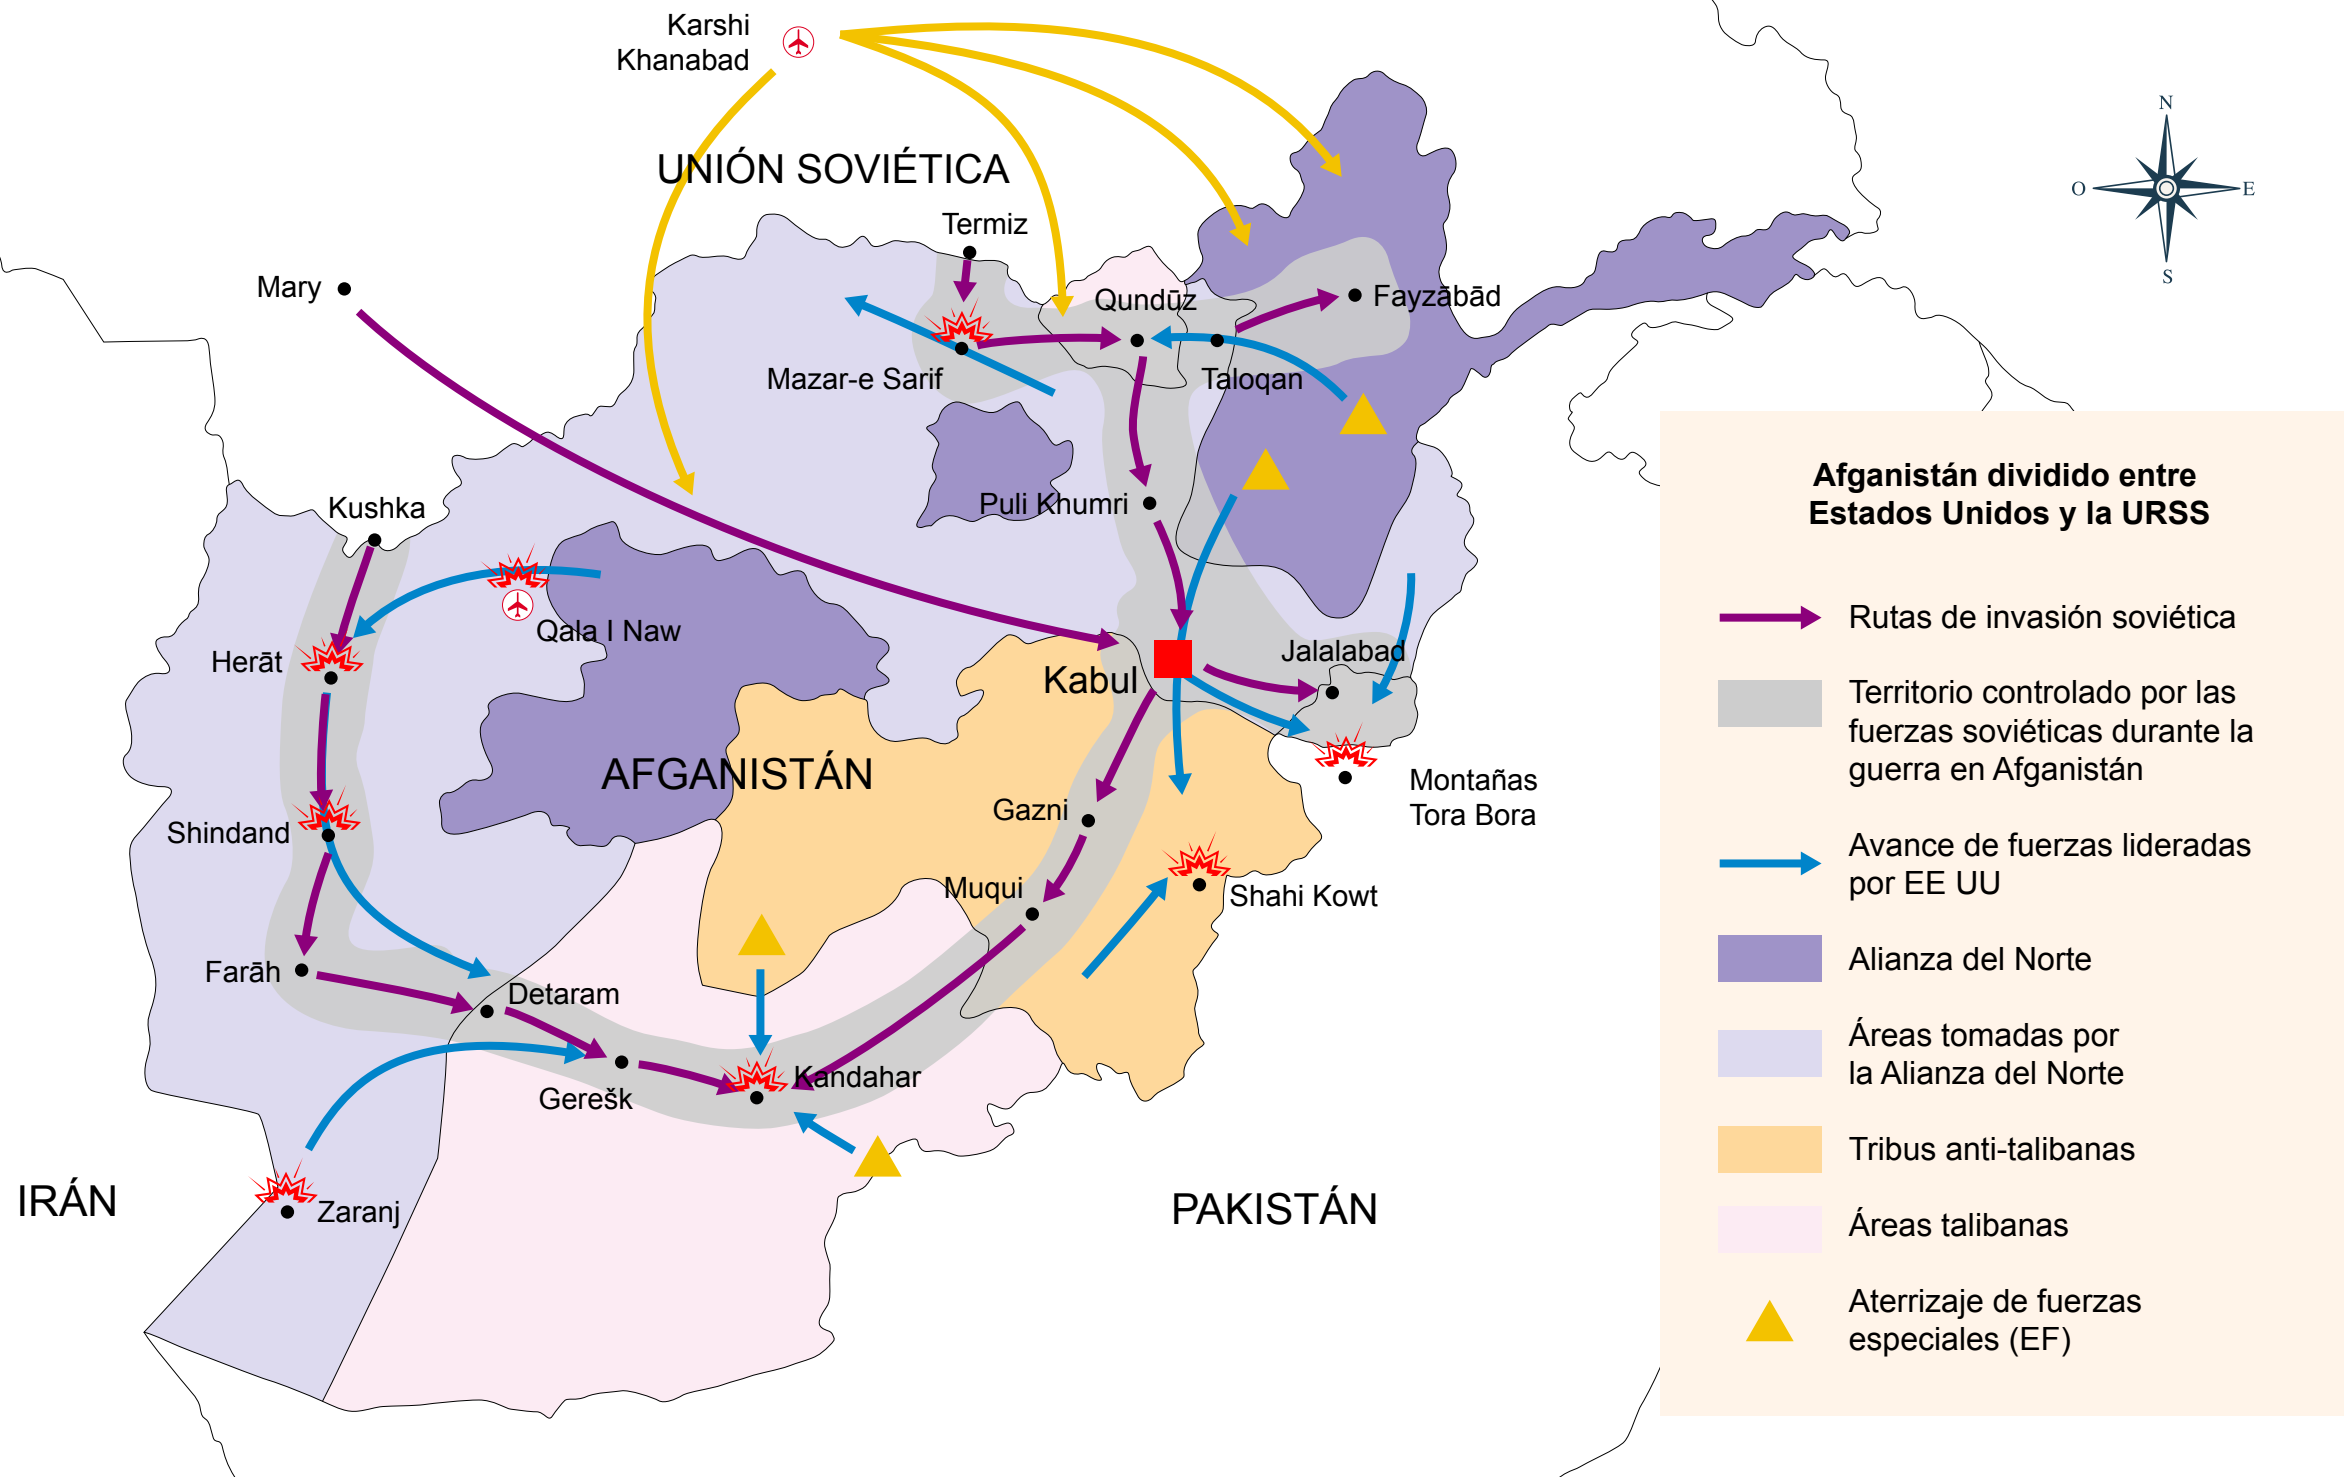 Karshi
Khanabad
UNIÓN SOVIÉTICA
Termiz
Mary
Qundūz
Fayzābād
Mazar-e Sarif
Taloqan
Kushka
Puli Khumri
Qala I Naw
Herāt
Jalalabad
Kabul
AFGANISTÁN
Montañas
Tora Bora
Gazni
Shindand
Muqui
Shahi Kowt
Farāh
Detaram
Kandahar
Gerešk
IRÁN
Zaranj
PAKISTÁN
N
O
E
S
Afganistán dividido entre
Estados Unidos y la URSS
Rutas de invasión soviética
Territorio controlado por las
fuerzas soviéticas durante la
guerra en Afganistán
Avance de fuerzas lideradas
por EE UU
Alianza del Norte
Áreas tomadas por
la Alianza del Norte
Tribus anti-talibanas
Áreas talibanas
Aterrizaje de fuerzas
especiales (EF)